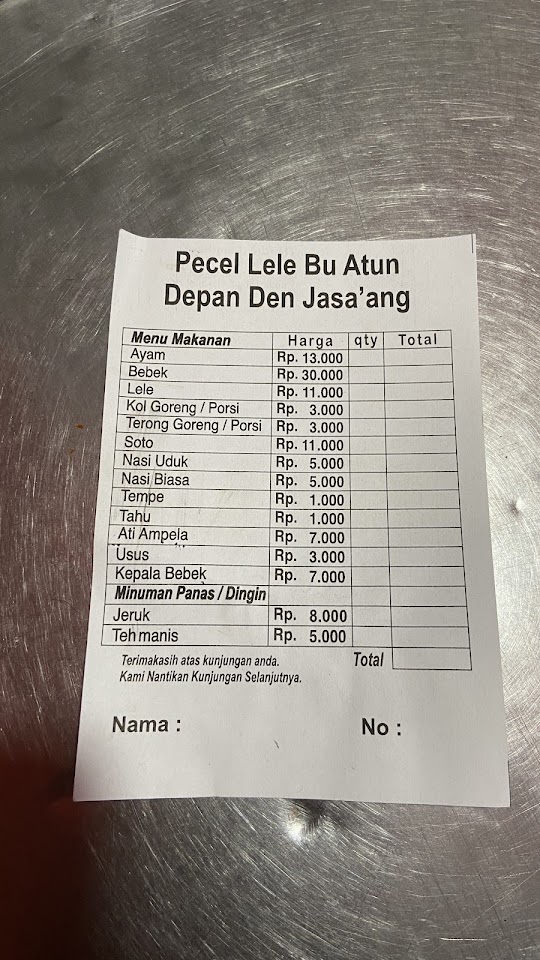 Pecel Lele Bu Atun
Depan Den Jasa'ang
Menu Makanan Harga qty Total
Ayam Rp. 13.000
Bebek Rp. 30.000
Lele Rp. 11.000
Kol Goreng / Porsi Rp. 3.000
Terong Goreng / Porsi Rp. 3.000
Soto Rp. 11.000
Nasi Uduk Rp. 5.000
Nasi Biasa Rp. 5.000
Tempe Rp. 1.000
Tahu Rp. 1.000
Ati Ampela Rp. 7.000
Usus Rp. 3.000
Kepala Bebek Rp. 7.000
Minuman Panas / Dingin
Jeruk Rp. 8.000
Teh manis Rp. 5.000
Terimakasih atas kunjungan anda. Total
Kami Nantikan Kunjungan Selanjutnya.
Nama : No :